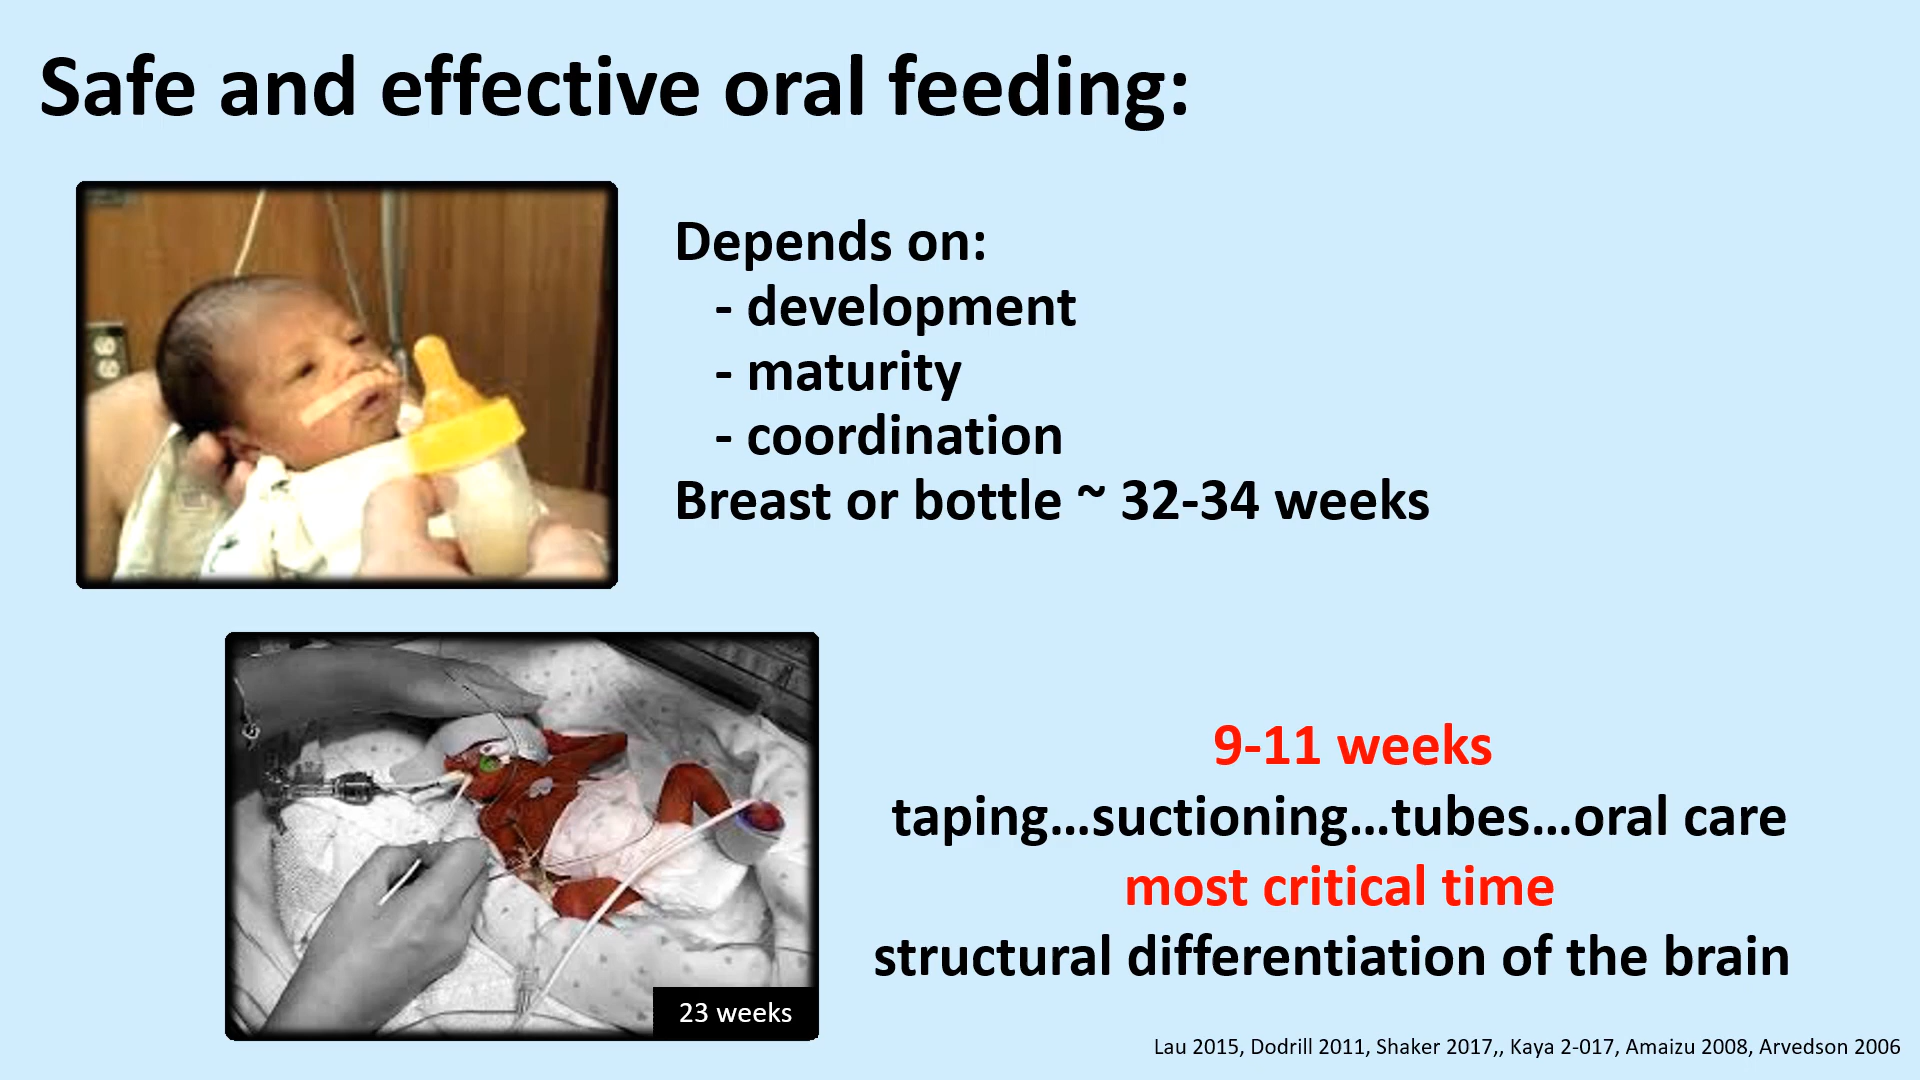 Safe and effective oral feeding:
Depends on:
- development
- maturity
- coordination
Breast or bottle ~ 32-34 weeks
9-11 weeks
taping...suctioning...tubes...oral care
most critical time
structural differentiation of the brain
23 weeks
Lau 2015, Dodrill 2011, Shaker 2017,, Kaya 2-017, Amaizu 2008, Arvedson 2006